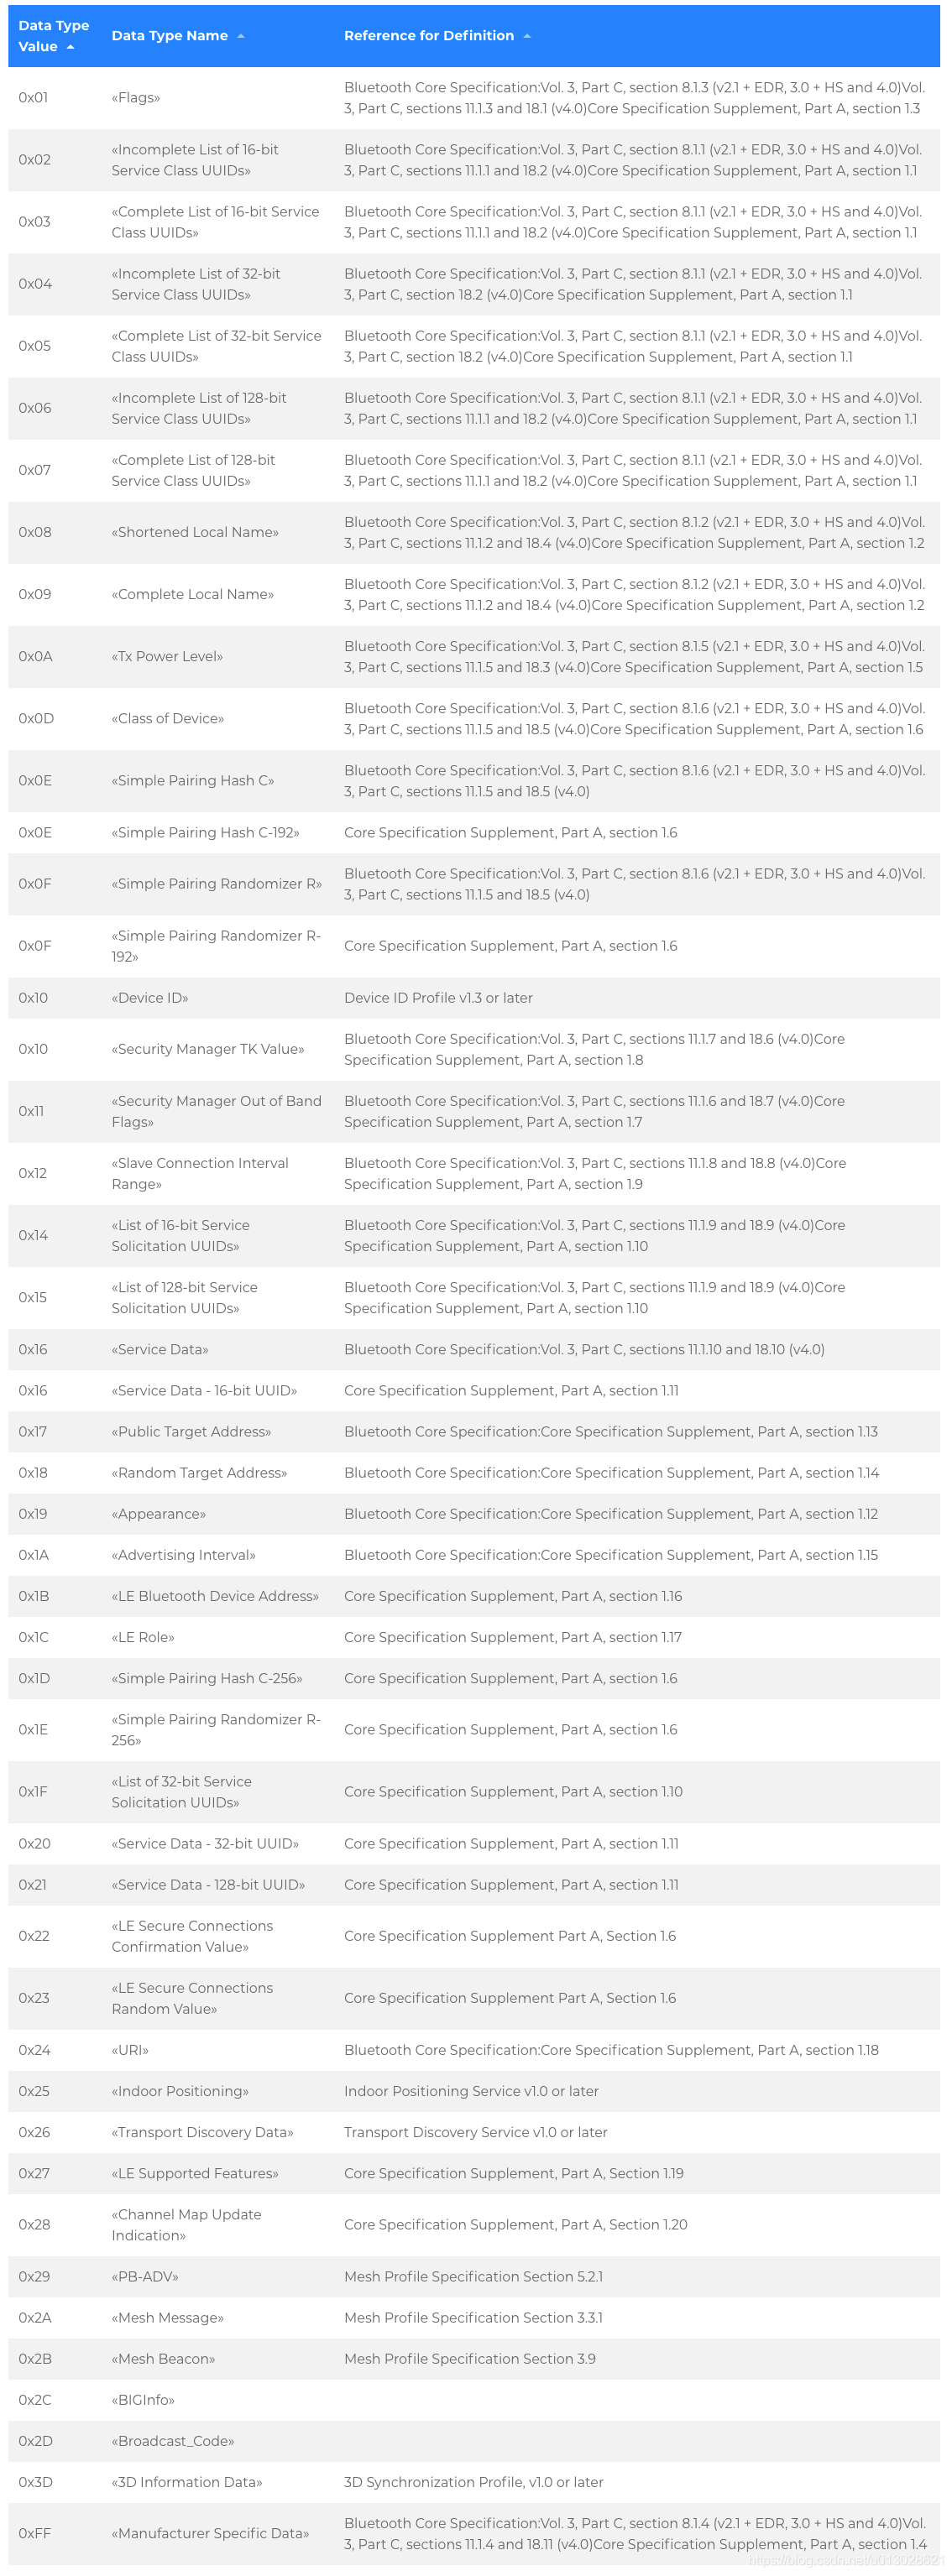 Data Type
Value
Data Type Name
Reference for Definition
0x01
«Flags»
Bluetooth Core Specification:Vol. 3, Part C, section 8.1.3 (v2.1 + EDR, 3.0 + HS and 4.0)Vol.
3, Part C, sections 11.1.3 and 18.1 (v4.0)Core Specification Supplement, Part A, section 1.3
0x02
«Incomplete List of 16-bit
Service Class UUIDs»
Bluetooth Core Specification:Vol. 3, Part C, section 8.1.1 (v2.1 + EDR, 3.0 + HS and 4.0)Vol.
3, Part C, sections 11.1.1 and 18.2 (v4.0)Core Specification Supplement, Part A, section 1.1
0x03
«Complete List of 16-bit Service
Class UUIDs»
Bluetooth Core Specification:Vol. 3, Part C, section 8.1.1 (v2.1 + EDR, 3.0 + HS and 4.0)Vol.
3, Part C, sections 11.1.1 and 18.2 (v4.0)Core Specification Supplement, Part A, section 1.1
0x04
«Incomplete List of 32-bit
Service Class UUIDs»
Bluetooth Core Specification:Vol. 3, Part C, section 8.1.1 (v2.1 + EDR, 3.0 + HS and 4.0)Vol.
3, Part C, section 18.2 (v4.0)Core Specification Supplement, Part A, section 1.1
0x05
«Complete List of 32-bit Service
Class UUIDs»
Bluetooth Core Specification:Vol. 3, Part C, section 8.1.1 (v2.1 + EDR, 3.0 + HS and 4.0)Vol.
3, Part C, section 18.2 (v4.0)Core Specification Supplement, Part A, section 1.1
0x06
«Incomplete List of 128-bit
Service Class UUIDs»
Bluetooth Core Specification:Vol. 3, Part C, section 8.1.1 (v2.1 + EDR, 3.0 + HS and 4.0)Vol.
3, Part C, sections 11.1.1 and 18.2 (v4.0)Core Specification Supplement, Part A, section 1.1
0x07
«Complete List of 128-bit
Service Class UUIDs»
Bluetooth Core Specification:Vol. 3, Part C, section 8.1.1 (v2.1 + EDR, 3.0 + HS and 4.0)Vol.
3, Part C, sections 11.1.1 and 18.2 (v4.0)Core Specification Supplement, Part A, section 1.1
0x08
«Shortened Local Name»
Bluetooth Core Specification:Vol. 3, Part C, section 8.1.2 (v2.1 + EDR, 3.0 + HS and 4.0)Vol.
3, Part C, sections 11.1.2 and 18.4 (v4.0)Core Specification Supplement, Part A, section 1.2
0x09
«Complete Local Name»
Bluetooth Core Specification:Vol. 3, Part C, section 8.1.2 (v2.1 + EDR, 3.0 + HS and 4.0)Vol.
3, Part C, sections 11.1.2 and 18.4 (v4.0)Core Specification Supplement, Part A, section 1.2
0x0A
«Tx Power Level»
Bluetooth Core Specification:Vol. 3, Part C, section 8.1.5 (v2.1 + EDR, 3.0 + HS and 4.0)Vol.
3, Part C, sections 11.1.5 and 18.3 (v4.0)Core Specification Supplement, Part A, section 1.5
0x0D
«Class of Device»
Bluetooth Core Specification:Vol. 3, Part C, section 8.1.6 (v2.1 + EDR, 3.0 + HS and 4.0)Vol.
3, Part C, sections 11.1.5 and 18.5 (v4.0)Core Specification Supplement, Part A, section 1.6
0x0E
«Simple Pairing Hash C»
Bluetooth Core Specification:Vol. 3, Part C, section 8.1.6 (v2.1 + EDR, 3.0 + HS and 4.0)Vol.
3, Part C, sections 11.1.5 and 18.5 (v4.0)
0x0E
«Simple Pairing Hash C-192»
Core Specification Supplement, Part A, section 1.6
0x0F
«Simple Pairing Randomizer R»
Bluetooth Core Specification:Vol. 3, Part C, section 8.1.6 (v2.1 + EDR, 3.0 + HS and 4.0)Vol.
3, Part C, sections 11.1.5 and 18.5 (v4.0)
0x0F
«Simple Pairing Randomizer R-
192»
Core Specification Supplement, Part A, section 1.6
0x10
«Device ID»
Device ID Profile v1.3 or later
0x10
«Security Manager TK Value»
Bluetooth Core Specification:Vol. 3, Part C, sections 11.1.7 and 18.6 (v4.0)Core
Specification Supplement, Part A, section 1.8
0x11
«Security Manager Out of Band
Flags»
Bluetooth Core Specification:Vol. 3, Part C, sections 11.1.6 and 18.7 (v4.0)Core
Specification Supplement, Part A, section 1.7
0x12
«Slave Connection Interval
Range»
Bluetooth Core Specification:Vol. 3, Part C, sections 11.1.8 and 18.8 (v4.0)Core
Specification Supplement, Part A, section 1.9
0x14
«List of 16-bit Service
Solicitation UUIDs»
Bluetooth Core Specification:Vol. 3, Part C, sections 11.1.9 and 18.9 (v4.0)Core
Specification Supplement, Part A, section 1.10
0x15
«List of 128-bit Service
Solicitation UUIDs»
Bluetooth Core Specification:Vol. 3, Part C, sections 11.1.9 and 18.9 (v4.0)Core
Specification Supplement, Part A, section 1.10
0x16
«Service Data»
Bluetooth Core Specification:Vol. 3, Part C, sections 11.1.10 and 18.10 (v4.0)
0x16
«Service Data - 16-bit UUID»
Core Specification Supplement, Part A, section 1.11
0x17
«Public Target Address»
Bluetooth Core Specification:Core Specification Supplement, Part A, section 1.13
0x18
«Random Target Address»
Bluetooth Core Specification:Core Specification Supplement, Part A, section 1.14
0x19
«Appearance»
Bluetooth Core Specification:Core Specification Supplement, Part A, section 1.12
0x1A
«Advertising Interval»
Bluetooth Core Specification:Core Specification Supplement, Part A, section 1.15
0x1B
«LE Bluetooth Device Address»
Core Specification Supplement, Part A, section 1.16
0x1C
«LE Role»
Core Specification Supplement, Part A, section 1.17
0x1D
«Simple Pairing Hash C-256»
Core Specification Supplement, Part A, section 1.6
0x1E
«Simple Pairing Randomizer R-
256»
Core Specification Supplement, Part A, section 1.6
0x1F
«List of 32-bit Service
Solicitation UUIDs»
Core Specification Supplement, Part A, section 1.10
0x20
«Service Data - 32-bit UUID»
Core Specification Supplement, Part A, section 1.11
0x21
«Service Data - 128-bit UUID»
Core Specification Supplement, Part A, section 1.11
0x22
«LE Secure Connections
Confirmation Value»
Core Specification Supplement Part A, Section 1.6
0x23
«LE Secure Connections
Random Value»
Core Specification Supplement Part A, Section 1.6
0x24
«URI»
Bluetooth Core Specification:Core Specification Supplement, Part A, section 1.18
0x25
«Indoor Positioning»
Indoor Positioning Service v1.0 or later
0x26
«Transport Discovery Data»
Transport Discovery Service v1.0 or later
0x27
«LE Supported Features»
Core Specification Supplement, Part A, Section 1.19
0x28
«Channel Map Update
Indication»
Core Specification Supplement, Part A, Section 1.20
0x29
«PB-ADV»
Mesh Profile Specification Section 5.2.1
0x2A
«Mesh Message»
Mesh Profile Specification Section 3.3.1
0x2B
«Mesh Beacon»
Mesh Profile Specification Section 3.9
0x2C
«BIGInfo»
0x2D
«Broadcast_Code»
0x3D
«3D Information Data»
3D Synchronization Profile, v1.0 or later
0xFF
«Manufacturer Specific Data»
Bluetooth Core Specification:Vol. 3, Part C, section 8.1.4 (v2.1 + EDR, 3.0 + HS and 4.0)Vol.
3, Part C, sections 11.1.4 and 18.11 (v4.0)Core Specification Supplement, Part A, section 1.4
https://blog.csdn.net/u013028621